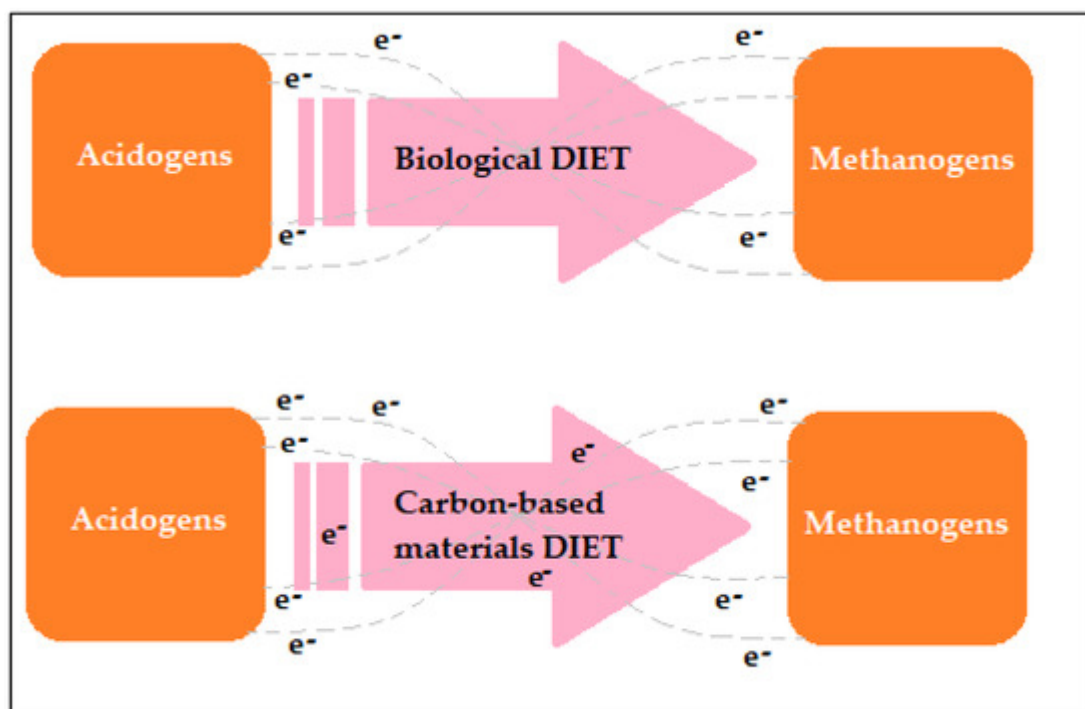 e-
e-
e-
Acidogens
Biological DIET
Methanogens
e-
e-
e-
e-
e-
e-
e-
e-
Acidogens
Carbon-based
materials DIET
Methanogens
e-
e-
e-
e-
e-
e-